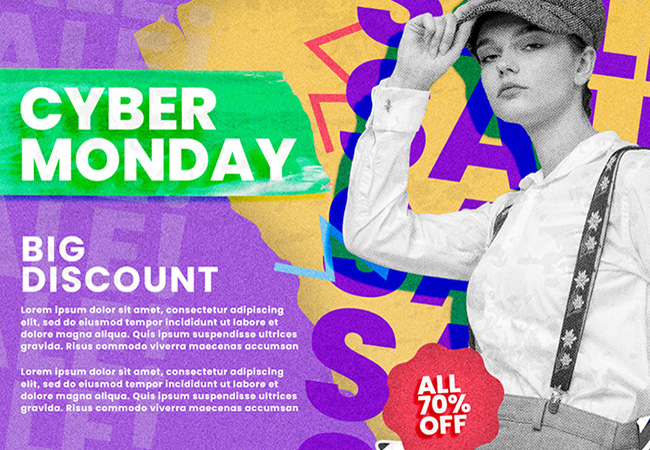 CYBER
MONDAY
BIG
DISCOUNT
Lorem ipsum dolor sit amet, consectetur adipiscing
elit, sed do eiusmod tempor incididunt ut labore et
dolore magna aliqua. Quis ipsum suspendisse ultrices
gravida. Risus commodo viverra maecenas accumsan
Lorem ipsum dolor sit amet, consectetur adipiscing
elit, sed do eiusmod tempor incididunt ut labore et
dolore magna aliqua. Quis ipsum suspendisse ultrices
gravida. Risus commodo viverra maecenas accumsan
ALL
70%
OFF